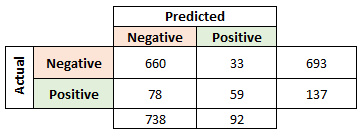 Predicted
Negative Positive
Actual
Negative 660 33 693
Positive 78 59 137
738 92